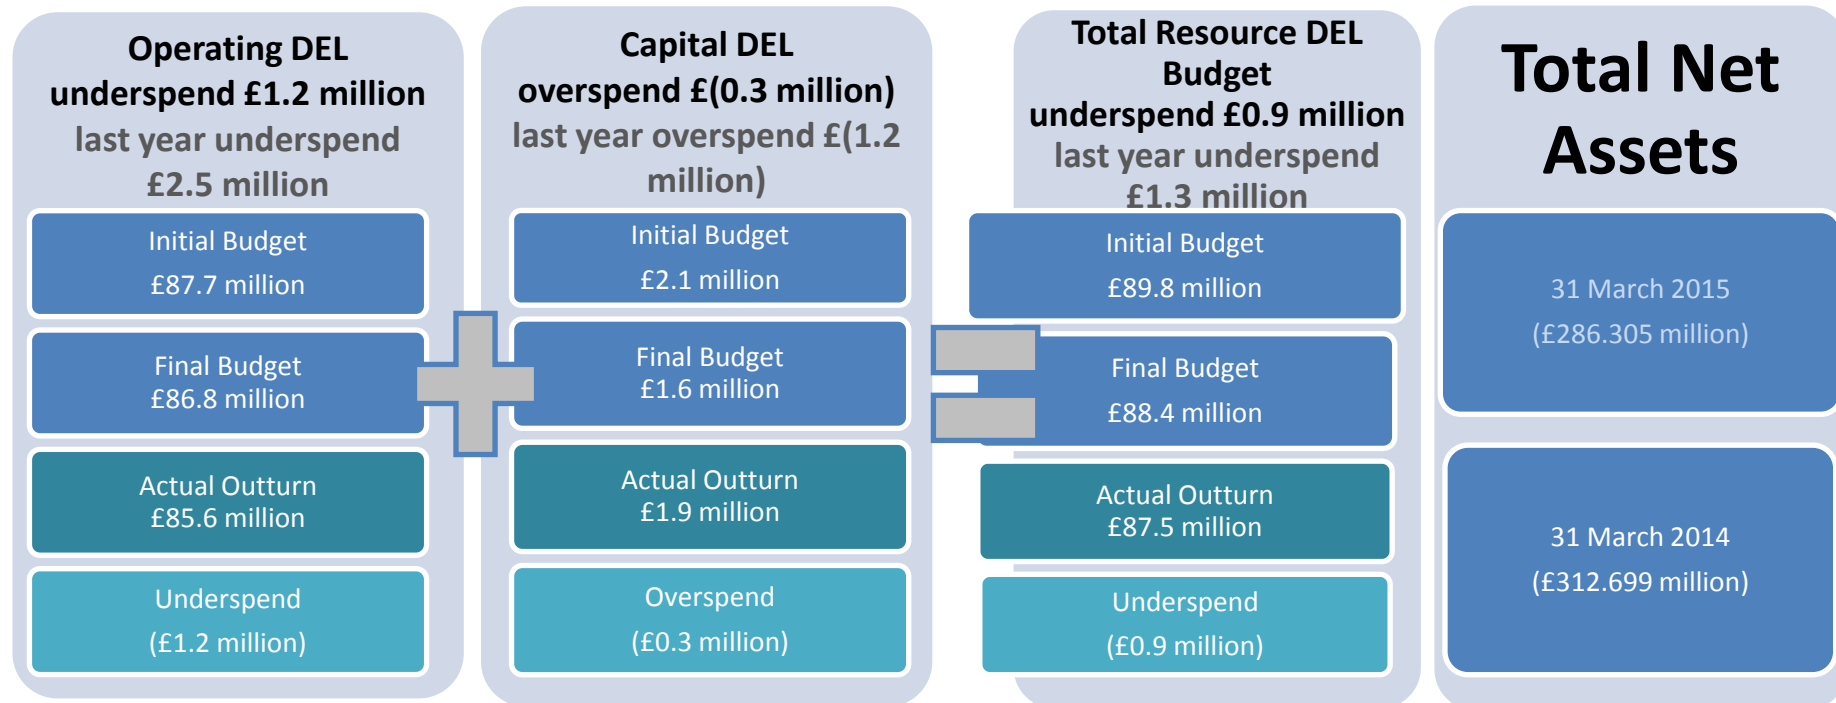 Operating DEL
underspend £1.2 million
last year underspend
£2.5 million
Initial Budget
£87.7 million
Final Budget
£86.8 million
Actual Outturn
£85.6 million
Underspend
(£1.2 million)
Capital DEL
overspend £(0.3 million)
last year overspend £(1.2
million)
Initial Budget
£2.1 million
Final Budget
£1.6 million
Actual Outturn
£1.9 million
Overspend
(£0.3 million)
Total Resource DEL
Budget
underspend £0.9 million
last year underspend
£1.3 million
Initial Budget
£89.8 million
Final Budget
£88.4 million
Actual Outturn
£87.5 million
Underspend
(£0.9 million)
Total Net
Assets
31 March 2015
(£286.305 million)
31 March 2014
(£312.699 million)